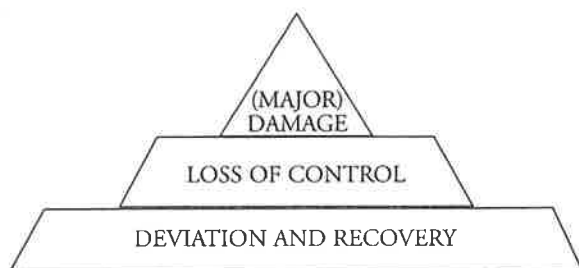 (MAJOR)
DAMAGE
LOSS OF CONTROL
DEVIATION AND RECOVERY